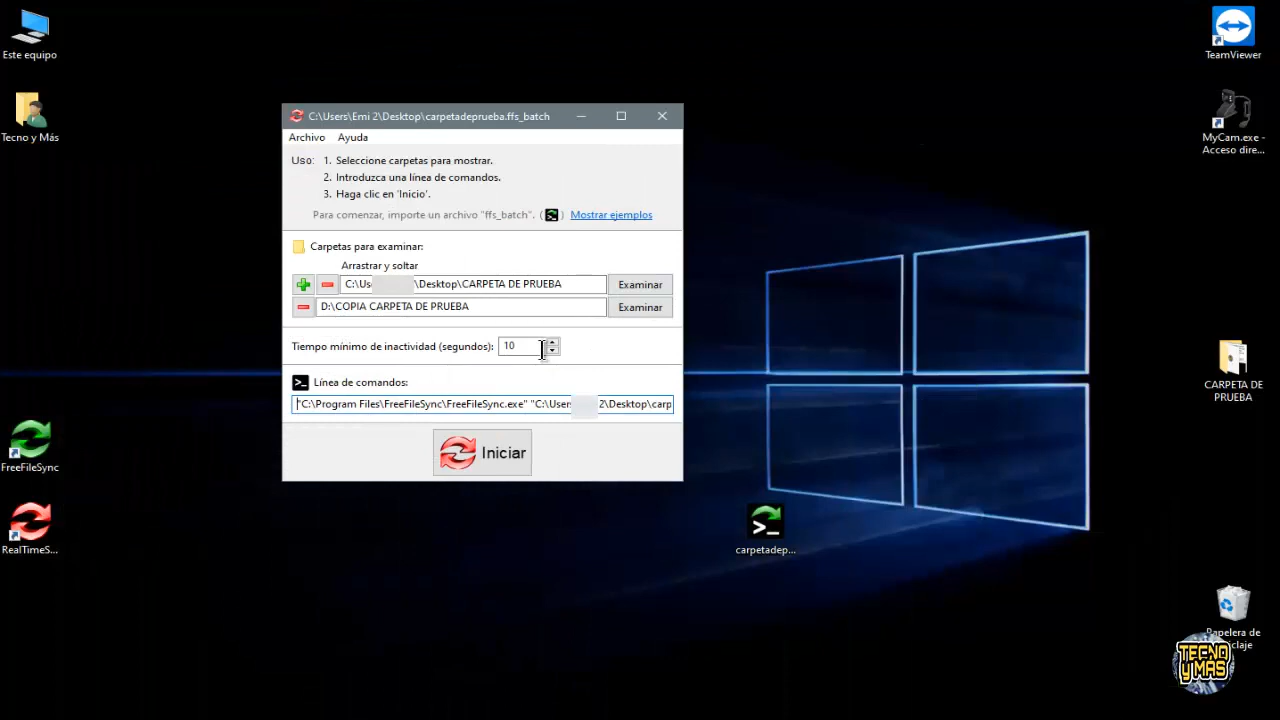 Este equipo
Tecno y Más
FreeFileSync
RealTimeS...
C:\Users\Emi 2\Desktop\carpetadeprueba.ffs_batch
Archivo Ayuda
Uso: 1. Seleccione carpetas para mostrar.
2. Introduzca una línea de comandos.
3. Haga clic en 'Inicio'.
Para comenzar, importe un archivo "ffs_batch". ( >_ ) Mostrar ejemplos
Carpetas para examinar:
Arrastrar y soltar
C:\Use \Desktop\CARPETA DE PRUEBA Examinar
D:\COPIA CARPETA DE PRUEBA Examinar
Tiempo mínimo de inactividad (segundos): 10
>_ Línea de comandos:
"C:\Program Files\FreeFileSync\FreeFileSync.exe" "C:\Users 2\Desktop\carp
Iniciar
>_
carpetadep...
TeamViewer
MyCam.exe -
Acceso dire...
CARPETA DE
PRUEBA
Papelera de
claje
TECNO
Y MAS